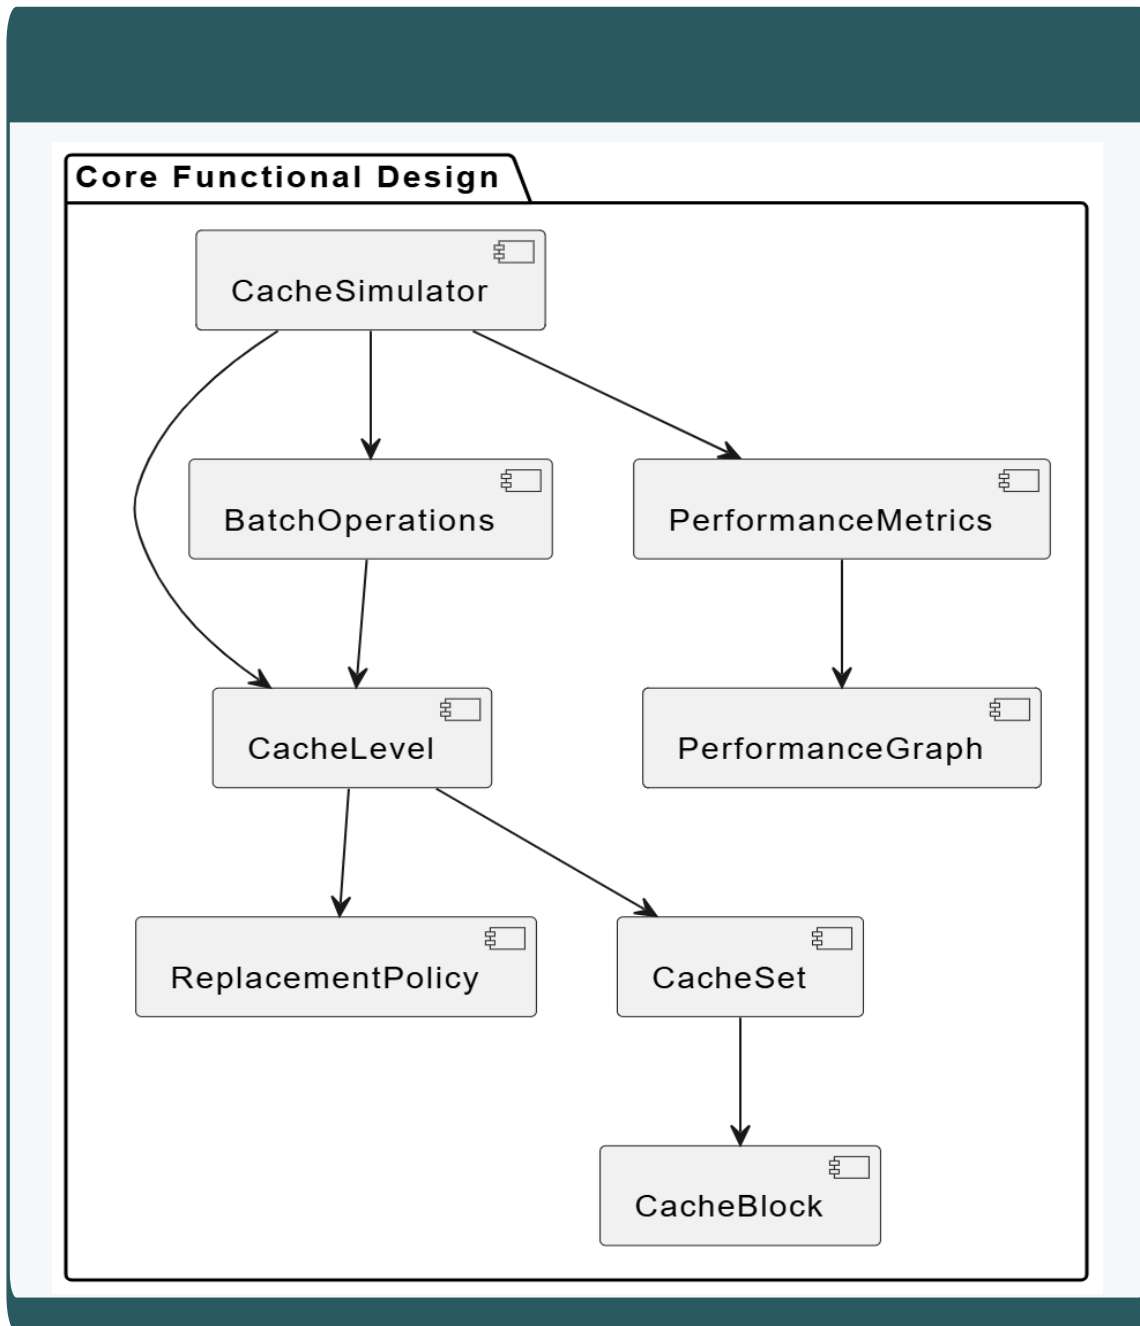 Core Functional Design
CacheSimulator
BatchOperations
PerformanceMetrics
CacheLevel
PerformanceGraph
ReplacementPolicy
CacheSet
CacheBlock